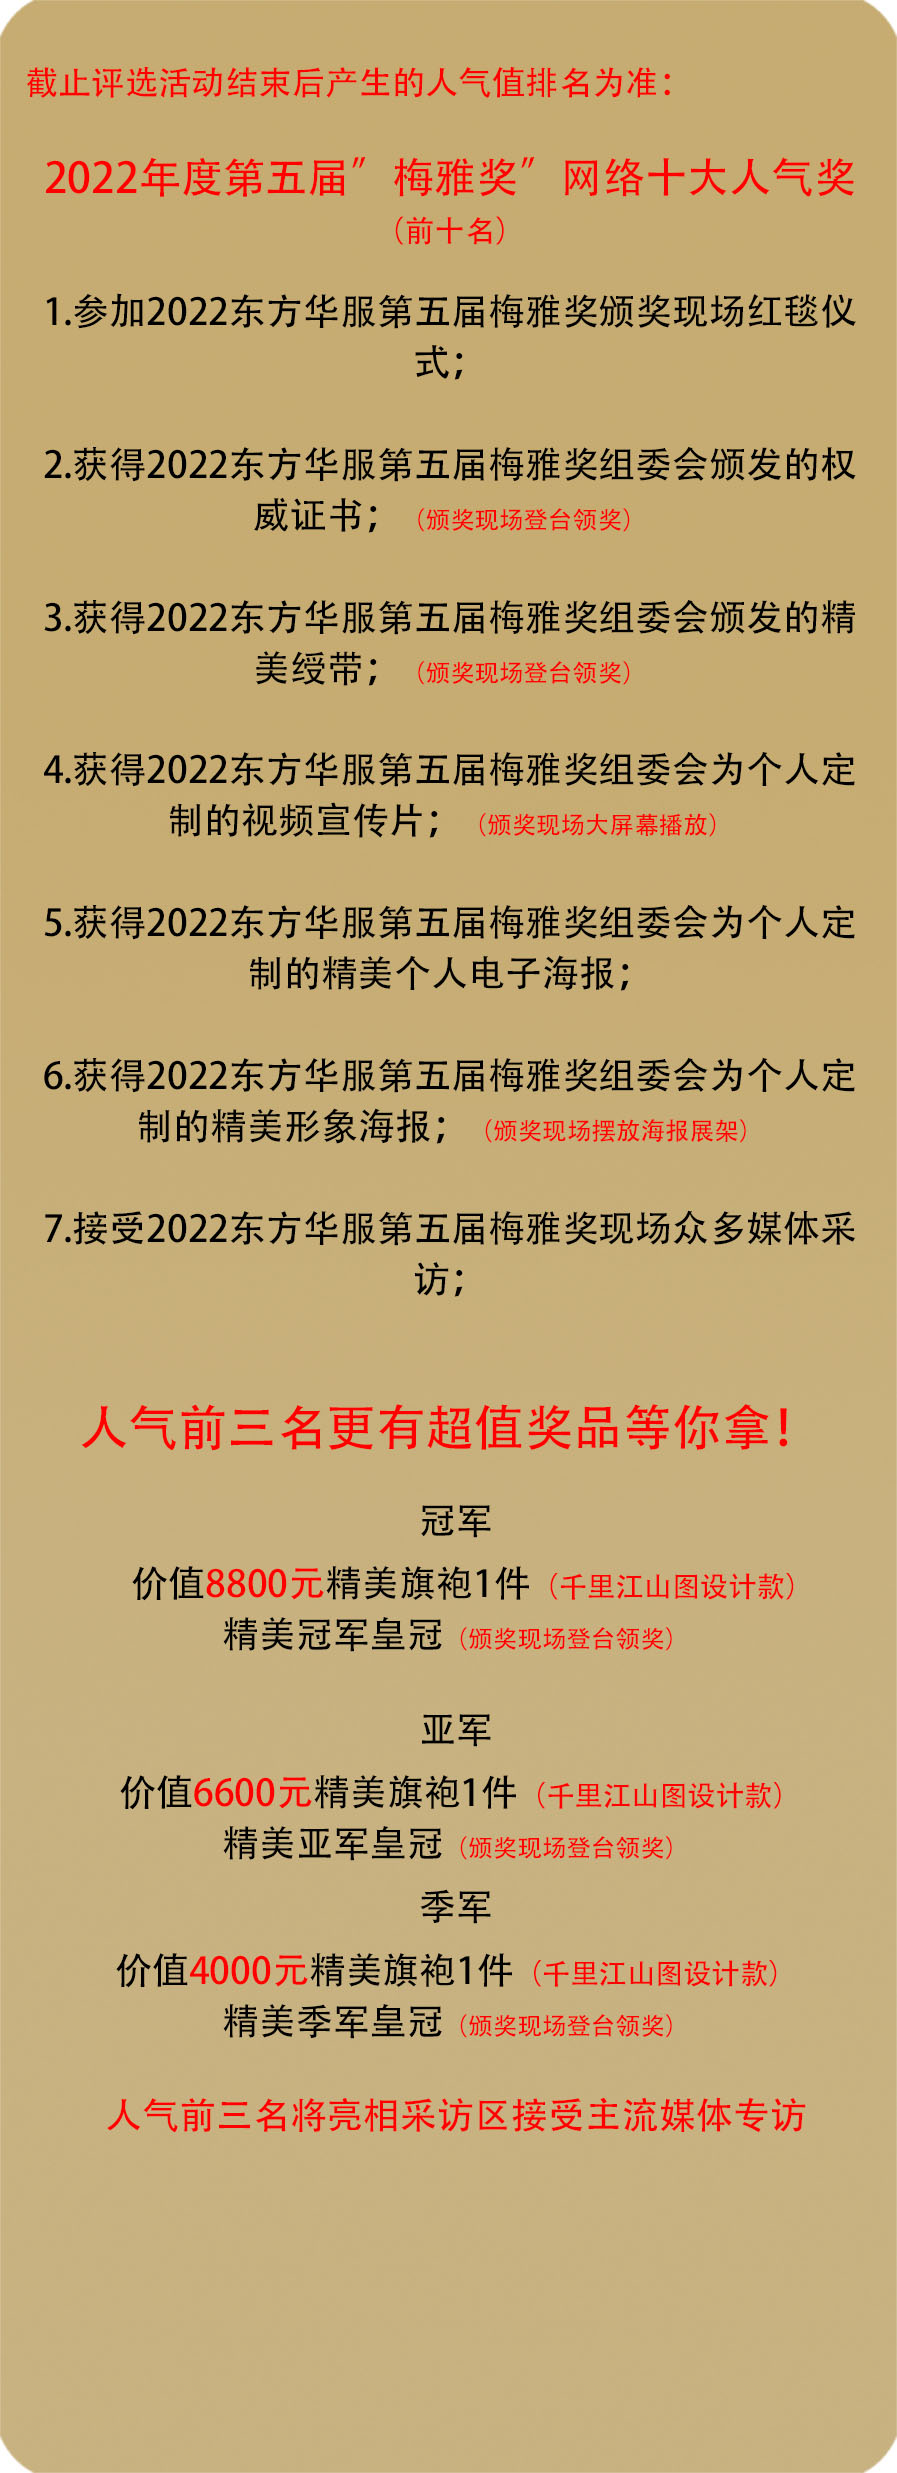 截止评选活动结束后产生的人气值排名为准：
2022年度第五届”梅雅奖”网络十大人气奖
（前十名）
1.参加2022东方华服第五届梅雅奖颁奖现场红毯仪
式；
2.获得2022东方华服第五届梅雅奖组委会颁发的权
威证书；（颁奖现场登台领奖）
3.获得2022东方华服第五届梅雅奖组委会颁发的精
美绶带；（颁奖现场登台领奖）
4.获得2022东方华服第五届梅雅奖组委会为个人定
制的视频宣传片；（颁奖现场大屏幕播放）
5.获得2022东方华服第五届梅雅奖组委会为个人定
制的精美个人电子海报；
6.获得2022东方华服第五届梅雅奖组委会为个人定
制的精美形象海报；（颁奖现场摆放海报展架）
7.接受2022东方华服第五届梅雅奖现场众多媒体采
访；
人气前三名更有超值奖品等你拿！
冠军
价值8800元精美旗袍1件（千里江山图设计款）
精美冠军皇冠（颁奖现场登台领奖）
亚军
价值6600元精美旗袍1件（千里江山图设计款）
精美亚军皇冠（颁奖现场登台领奖）
季军
价值4000元精美旗袍1件（千里江山图设计款）
精美季军皇冠（颁奖现场登台领奖）
人气前三名将亮相采访区接受主流媒体专访